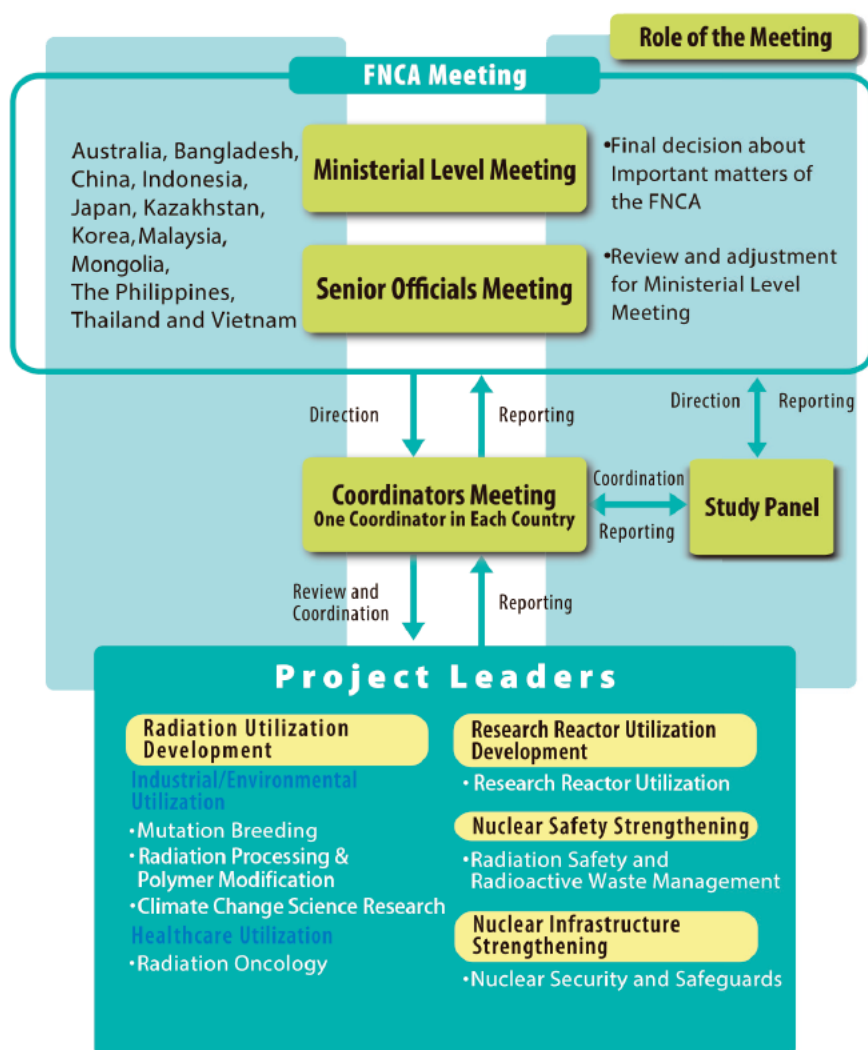 Role of the Meeting
FNCA Meeting
Australia, Bangladesh,
China, Indonesia,
Japan, Kazakhstan,
Korea, Malaysia,
Mongolia,
The Philippines,
Thailand and Vietnam
Ministerial Level Meeting
•Final decision about
Important matters of
the FNCA
Senior Officials Meeting
•Review and adjustment
for Ministerial Level
Meeting
Direction
Reporting
Direction
Reporting
Coordinators Meeting
One Coordinator in Each Country
Coordination
Reporting
Study Panel
Review and
Coordination
Reporting
Project Leaders
Radiation Utilization
Development
Industrial/Environmental
Utilization
•Mutation Breeding
•Radiation Processing &
Polymer Modification
•Climate Change Science Research
Healthcare Utilization
•Radiation Oncology
Research Reactor Utilization
Development
•Research Reactor Utilization
Nuclear Safety Strengthening
•Radiation Safety and
Radioactive Waste Management
Nuclear Infrastructure
Strengthening
•Nuclear Security and Safeguards